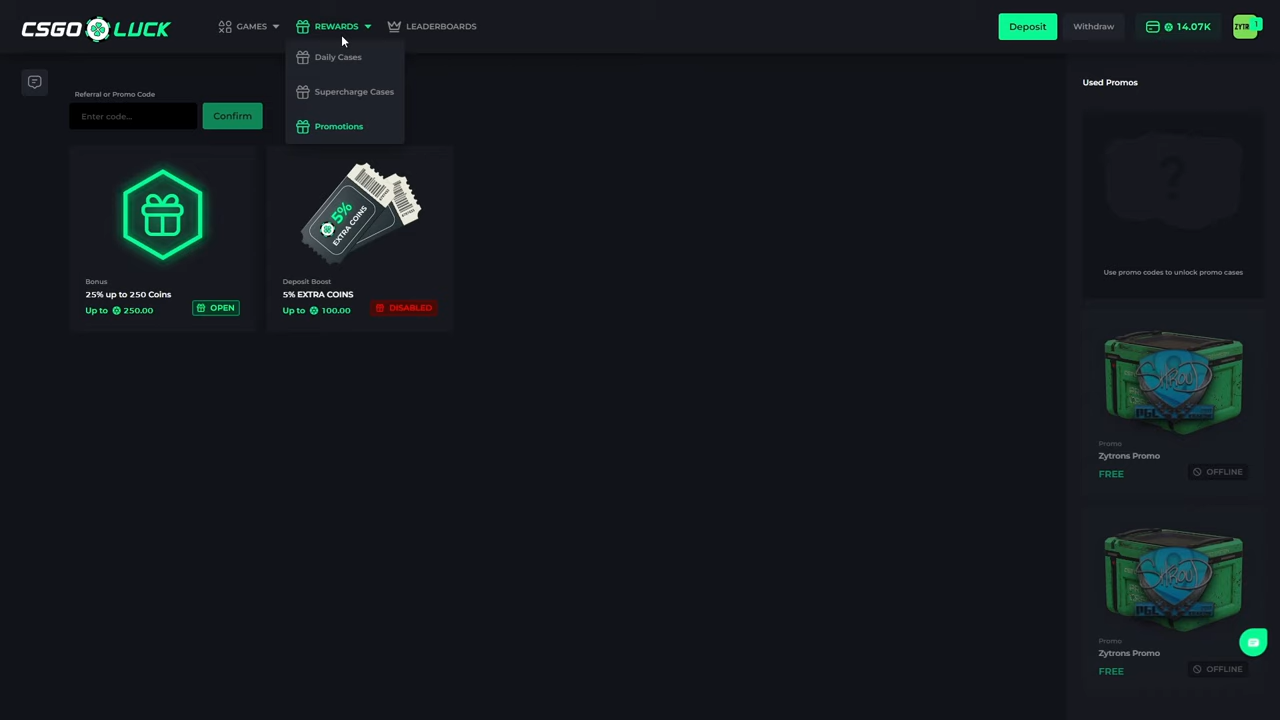 CSGO LUCK
GAMES
REWARDS
LEADERBOARDS
Deposit
Withdraw
14.07K
ZYTR
1
Daily Cases
Supercharge Cases
Promotions
Referral or Promo Code
Enter code...
Confirm
Used Promos
?
Use promo codes to unlock promo cases
5%
EXTRA COINS
Bonus
25% up to 250 Coins
Up to 250.00
OPEN
Deposit Boost
5% EXTRA COINS
Up to 100.00
DISABLED
Promo
Zytrons Promo
FREE
OFFLINE
Promo
Zytrons Promo
FREE
OFFLINE